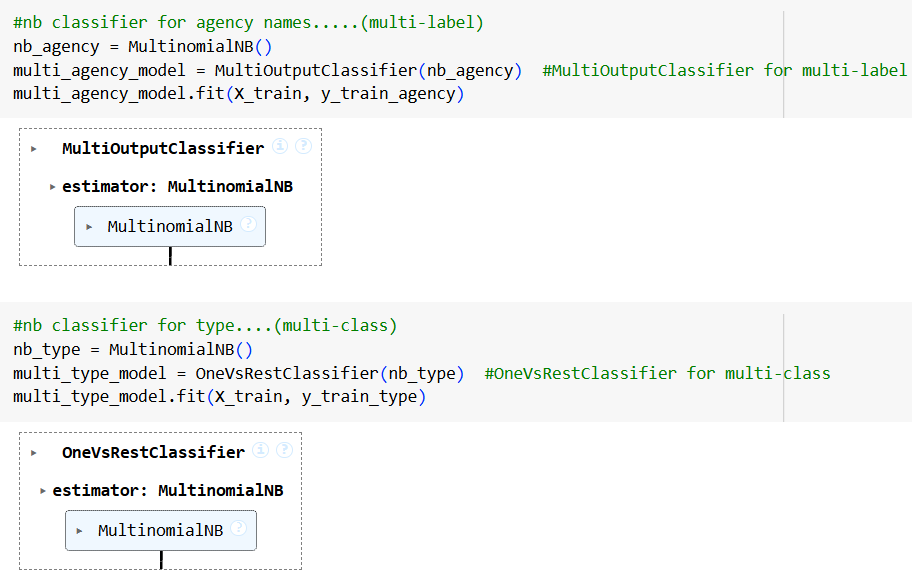 #nb classifier for agency names.....(multi-label)
nb_agency = MultinomialNB()
multi_agency_model = MultiOutputClassifier(nb_agency)  #MultiOutputClassifier for multi-label
multi_agency_model.fit(X_train, y_train_agency)
▸ MultiOutputClassifier i ?
▸ estimator: MultinomialNB
▸ MultinomialNB ?
#nb classifier for type....(multi-class)
nb_type = MultinomialNB()
multi_type_model = OneVsRestClassifier(nb_type)  #OneVsRestClassifier for multi-class
multi_type_model.fit(X_train, y_train_type)
▸ OneVsRestClassifier i ?
▸ estimator: MultinomialNB
▸ MultinomialNB ?